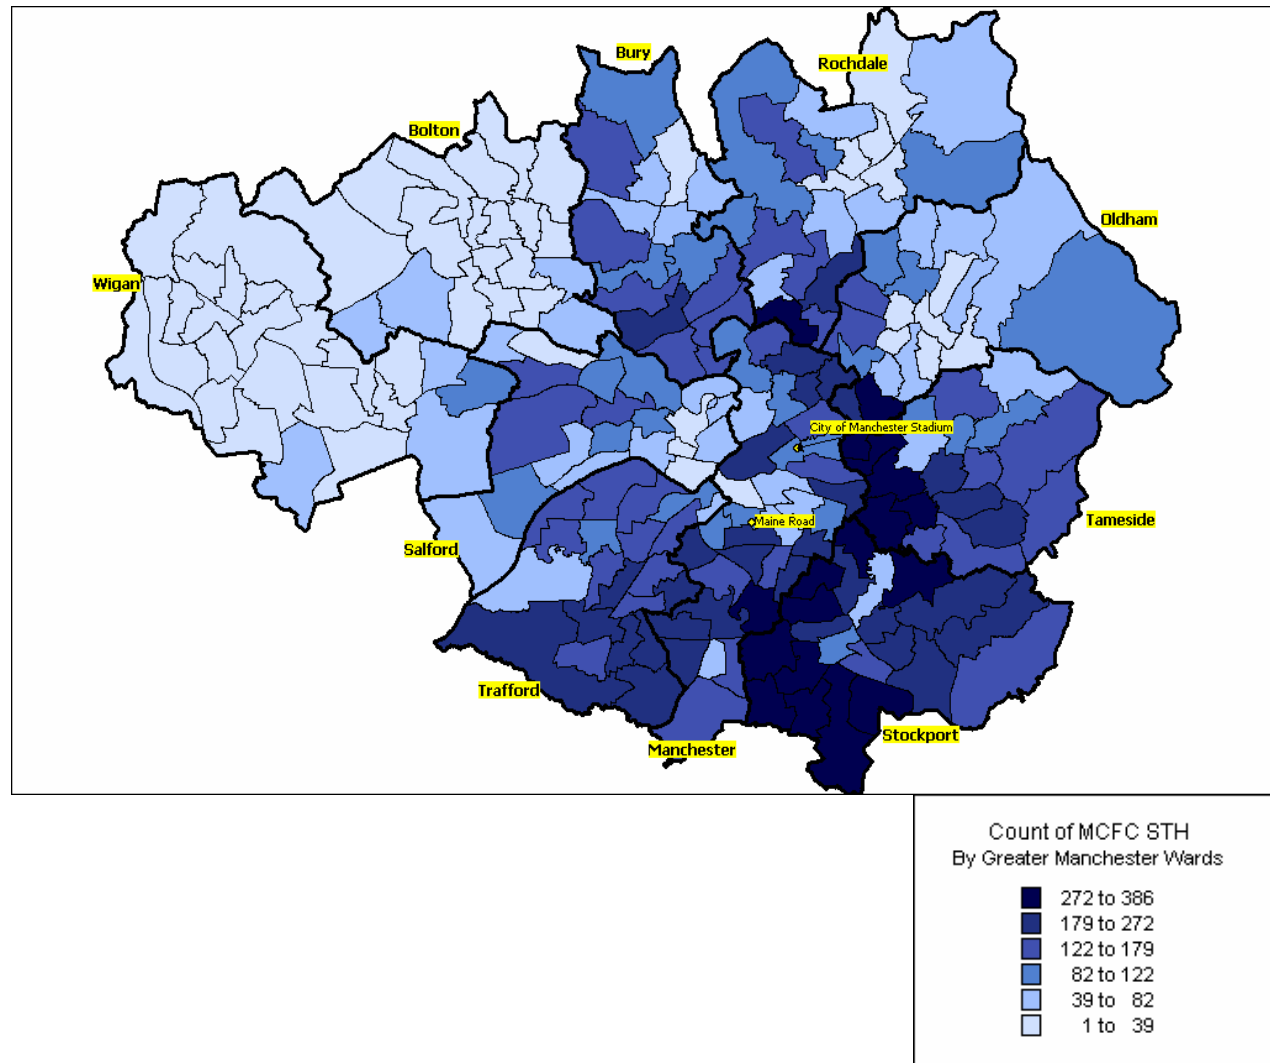 Bury
Rochdale
Bolton
Oldham
Wigan
City of Manchester Stadium
Maine Road
Tameside
Salford
Trafford
Stockport
Manchester
Count of MCFC STH
By Greater Manchester Wards
272 to 386
179 to 272
122 to 179
82 to 122
39 to 82
1 to 39